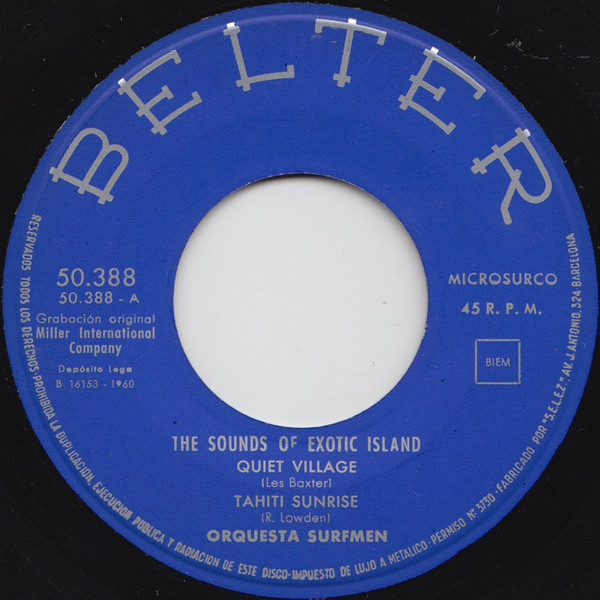 BELTER
50.388
50.388 - A
Grabación original
Miller International
Company
Depósito Lega
B 16153 - 1960
MICROSURCO
45 R. P. M.
BIEM
THE SOUNDS OF EXOTIC ISLAND
QUIET VILLAGE
(Les Baxter)
TAHITI SUNRISE
(R. Lowden)
ORQUESTA SURFMEN
RESERVADOS TODOS LOS DERECHOS-PROHIBIDA LA DUPLICACION, EJECUCION PUBLICA Y RADIACION DE ESTE DISCO-IMPUESTO DE LUJO A METALICO-PERMISO Nº 3730-FABRICADO POR "S.E.L.E.Z.", AV. J. ANTONIO, 324 BARCELONA